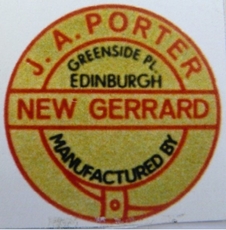 J. A. PORTER
GREENSIDE PL.
EDINBURGH
NEW GERRARD
MANUFACTURED BY